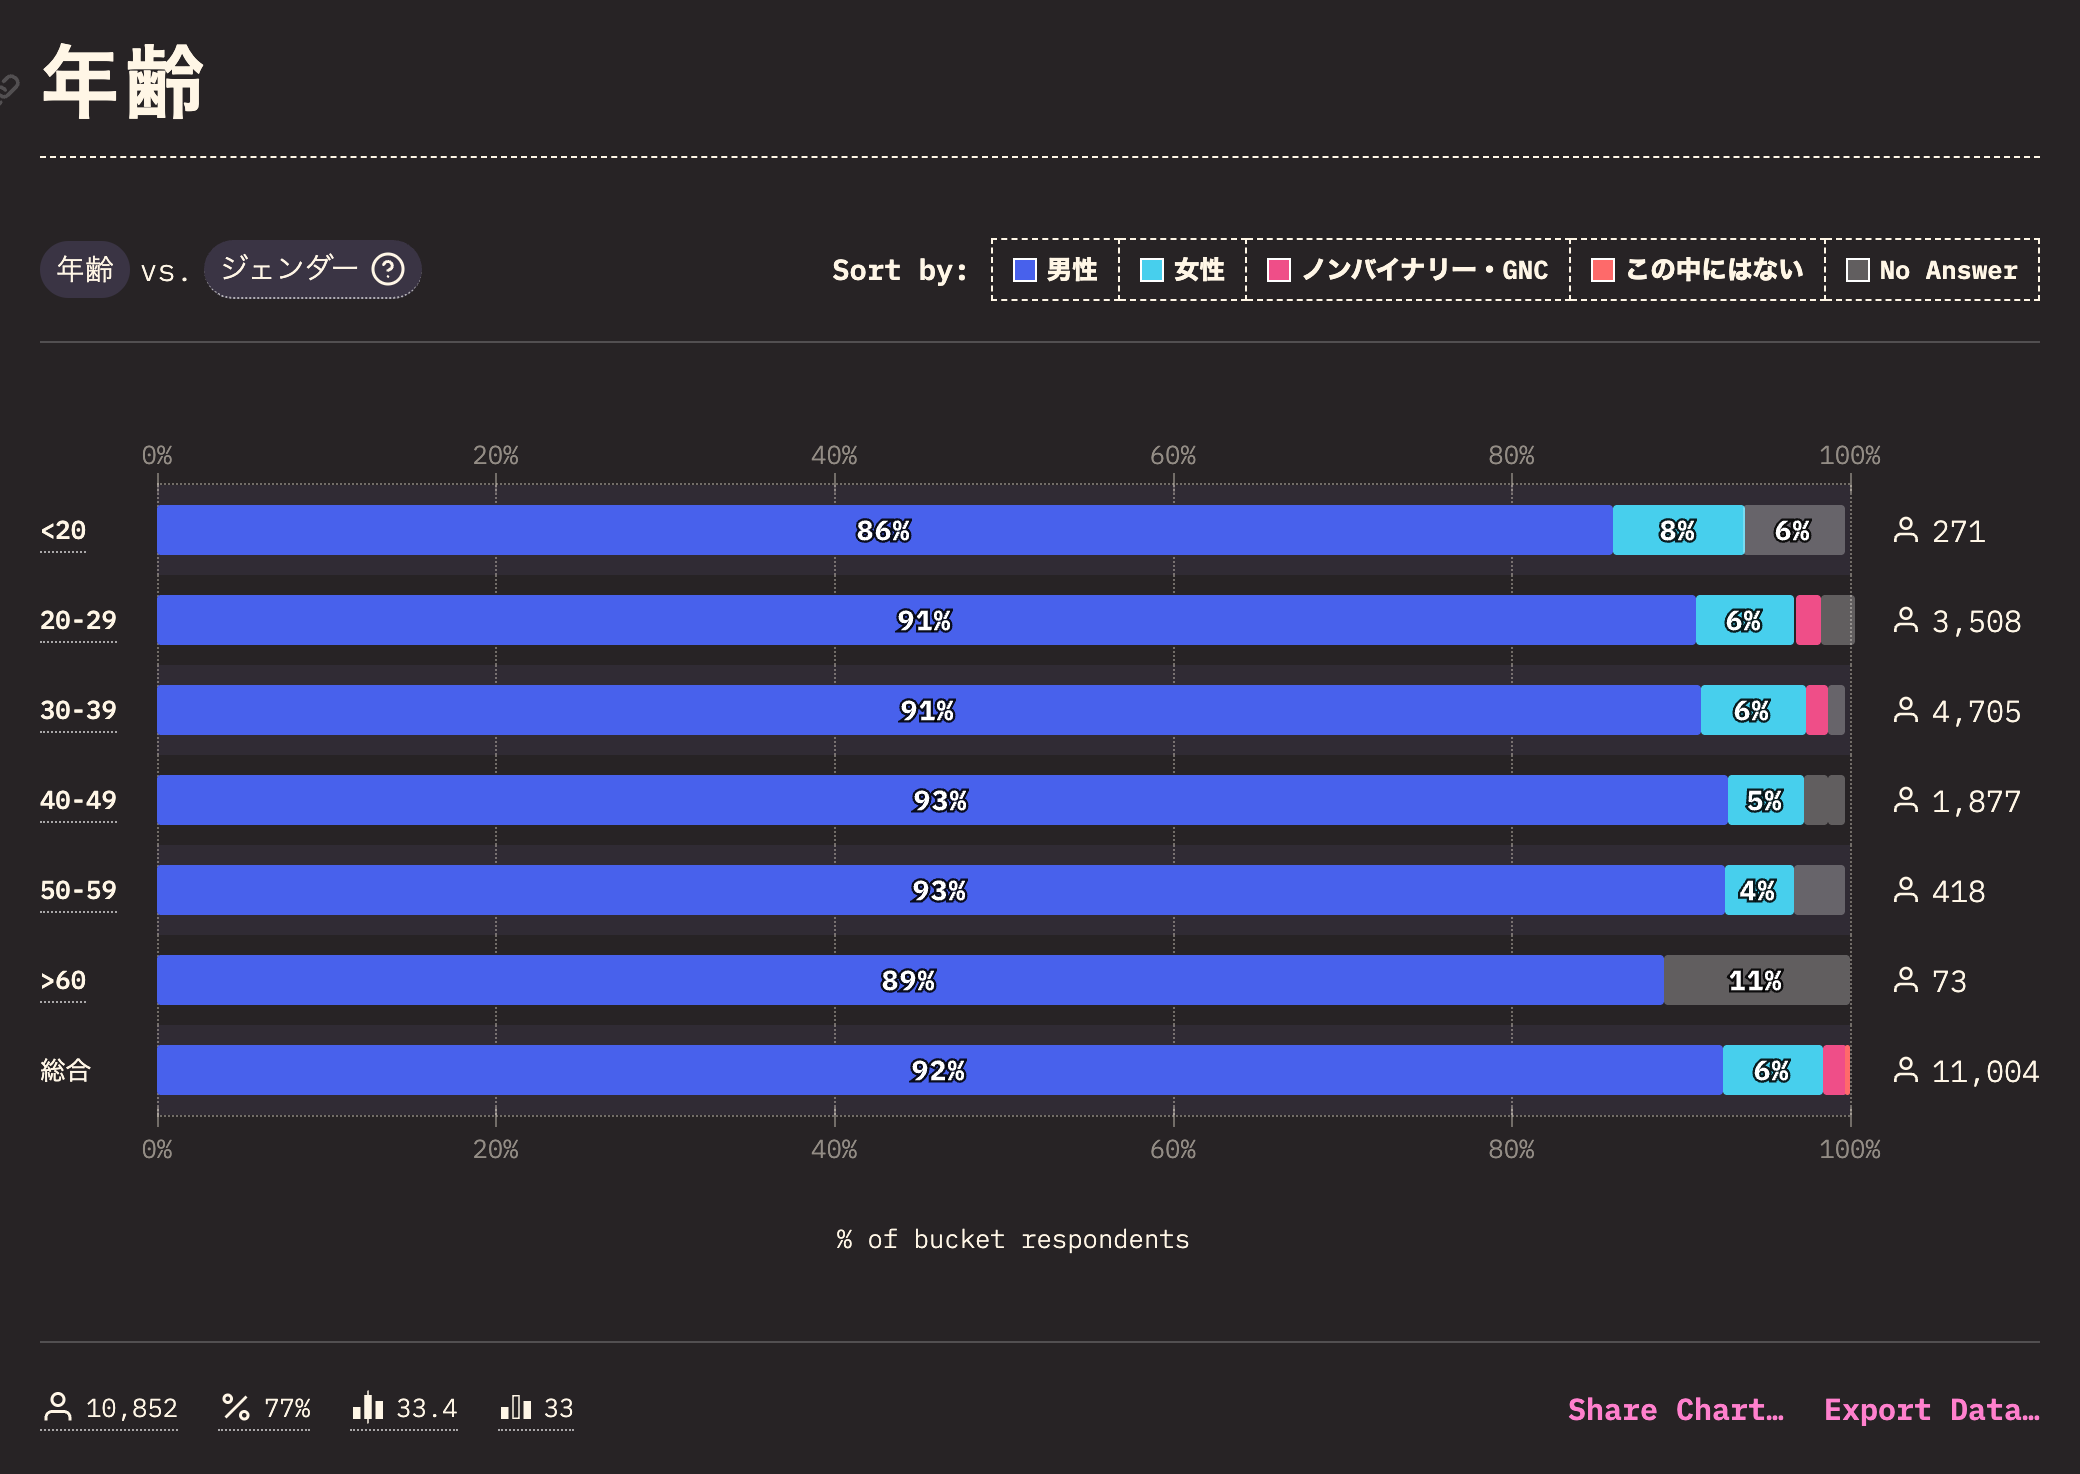 年齢
年齢 vs. ジェンダー
Sort by: 男性 女性 ノンバイナリー・GNC この中にはない No Answer
0% 20% 40% 60% 80% 100%
<20 86% 8% 6% 271
20-29 91% 6% 3,508
30-39 91% 6% 4,705
40-49 93% 5% 1,877
50-59 93% 4% 418
>60 89% 11% 73
総合 92% 6% 11,004
0% 20% 40% 60% 80% 100%
% of bucket respondents
10,852 77% 33.4 33 Share Chart… Export Data…